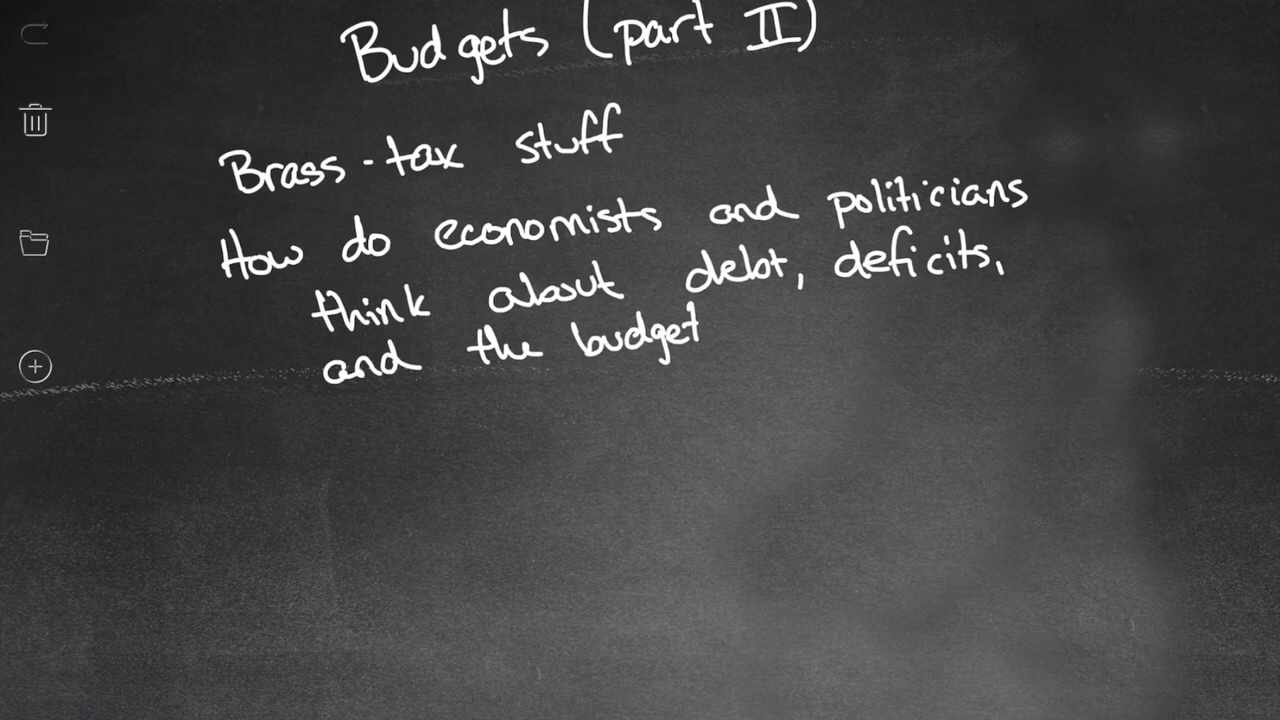 Budgets (part II)
Brass-tax stuff
How do economists and politicians
think about debt, deficits,
and the budget